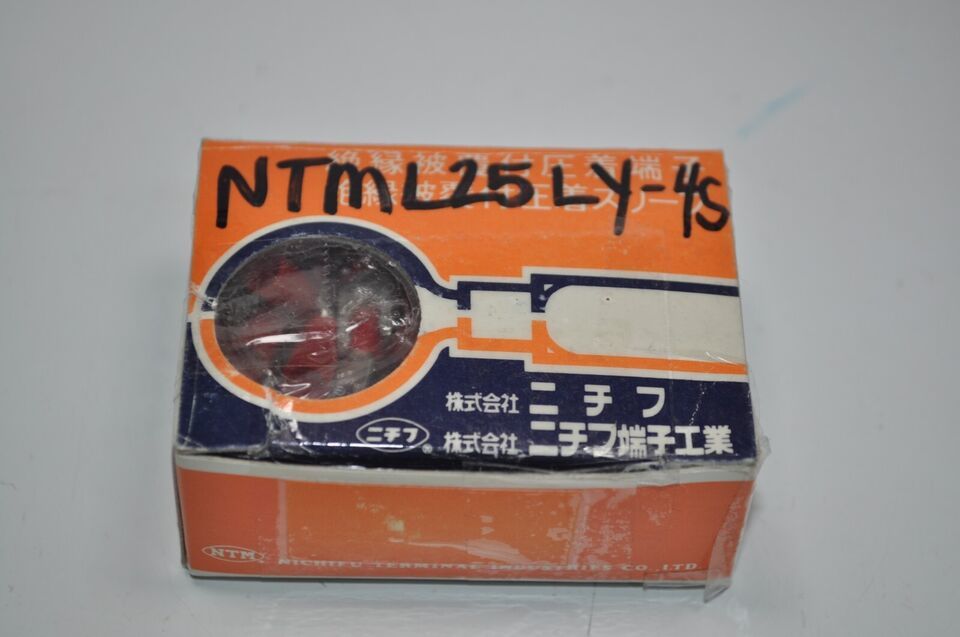 絶縁被覆付圧着端子
NTML25LY-4S
絶縁被覆付圧着スリーブ
株式会社 ニチフ
ニチフ® 株式会社 ニチフ端子工業
NTM NICHIFU TERMINAL INDUSTRIES CO.,LTD.